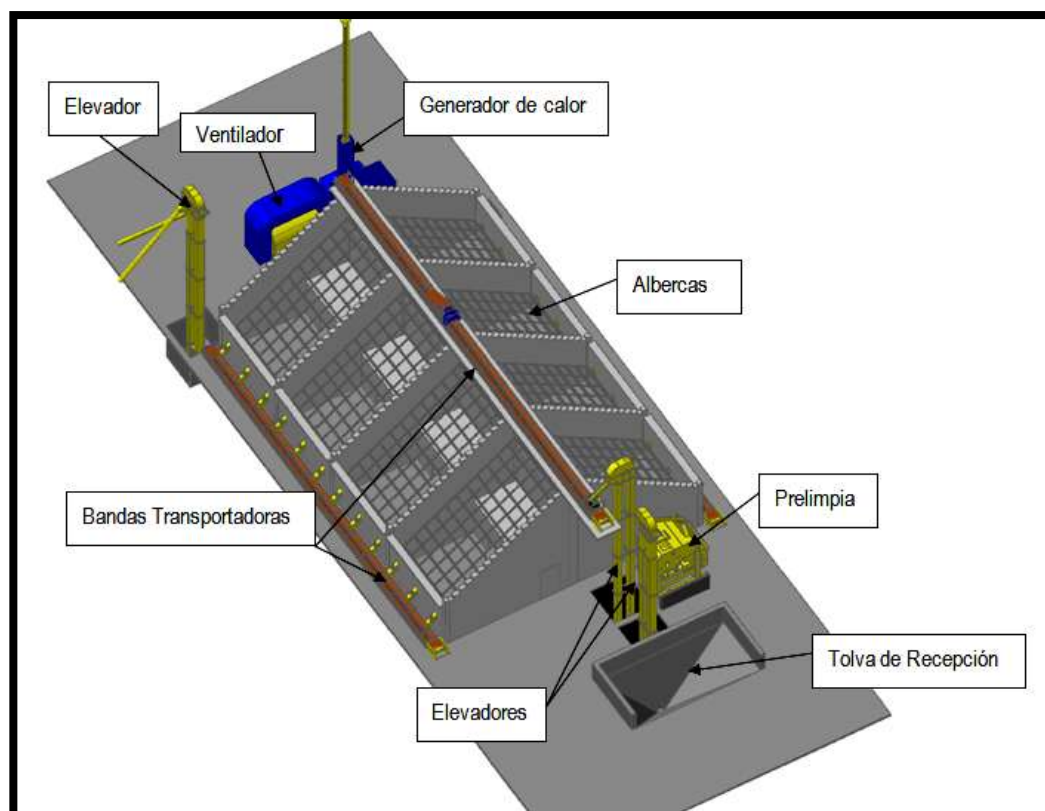 Elevador
Generador de calor
Ventilador
Albercas
Bandas Transportadoras
Prelimpia
Tolva de Recepción
Elevadores